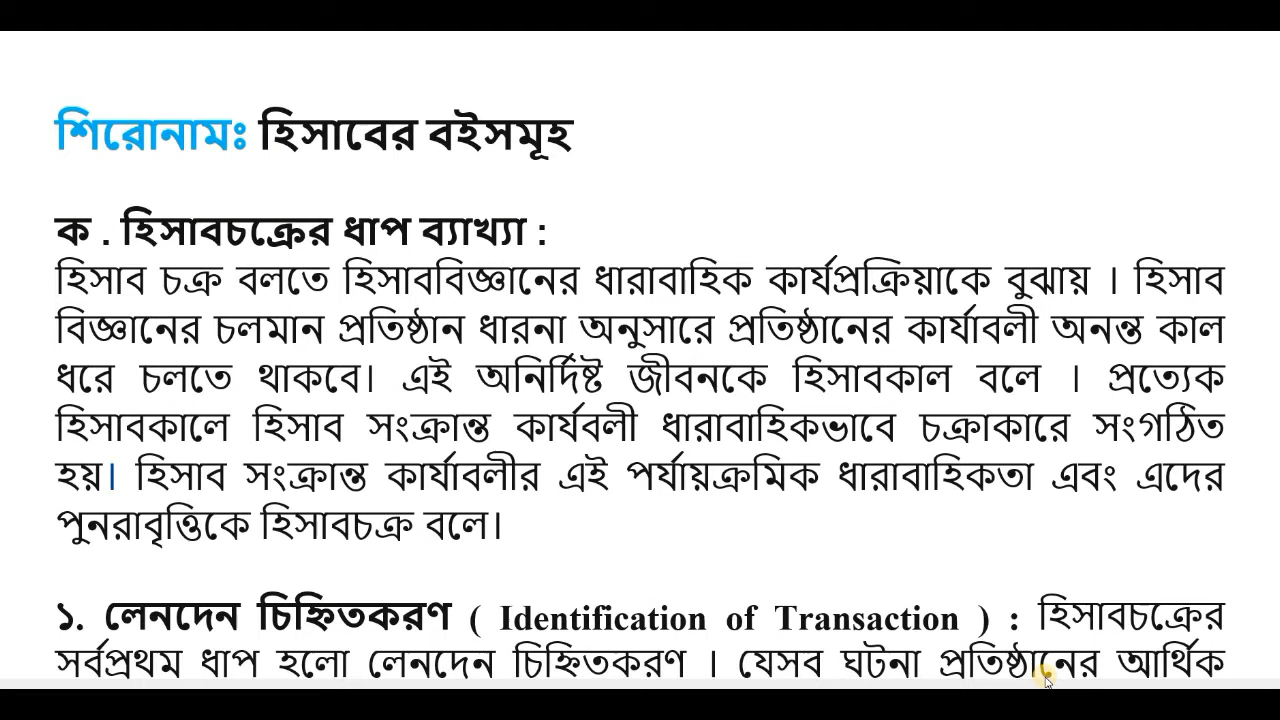 শিরোনামঃ হিসাবের বইসমূহ
ক . হিসাবচক্রের ধাপ ব্যাখ্যা :
হিসাব চক্র বলতে হিসাববিজ্ঞানের ধারাবাহিক কার্যপ্রক্রিয়াকে বুঝায় । হিসাব
বিজ্ঞানের চলমান প্রতিষ্ঠান ধারনা অনুসারে প্রতিষ্ঠানের কার্যাবলী অনন্ত কাল
ধরে চলতে থাকবে। এই অনির্দিষ্ট জীবনকে হিসাবকাল বলে । প্রত্যেক
হিসাবকালে হিসাব সংক্রান্ত কার্যবলী ধারাবাহিকভাবে চক্রাকারে সংগঠিত
হয়। হিসাব সংক্রান্ত কার্যাবলীর এই পর্যায়ক্রমিক ধারাবাহিকতা এবং এদের
পুনরাবৃত্তিকে হিসাবচক্র বলে।
১. লেনদেন চিহ্নিতকরণ ( Identification of Transaction ) : হিসাবচক্রের
সর্বপ্রথম ধাপ হলো লেনদেন চিহ্নিতকরণ । যেসব ঘটনা প্রতিষ্ঠানের আর্থিক